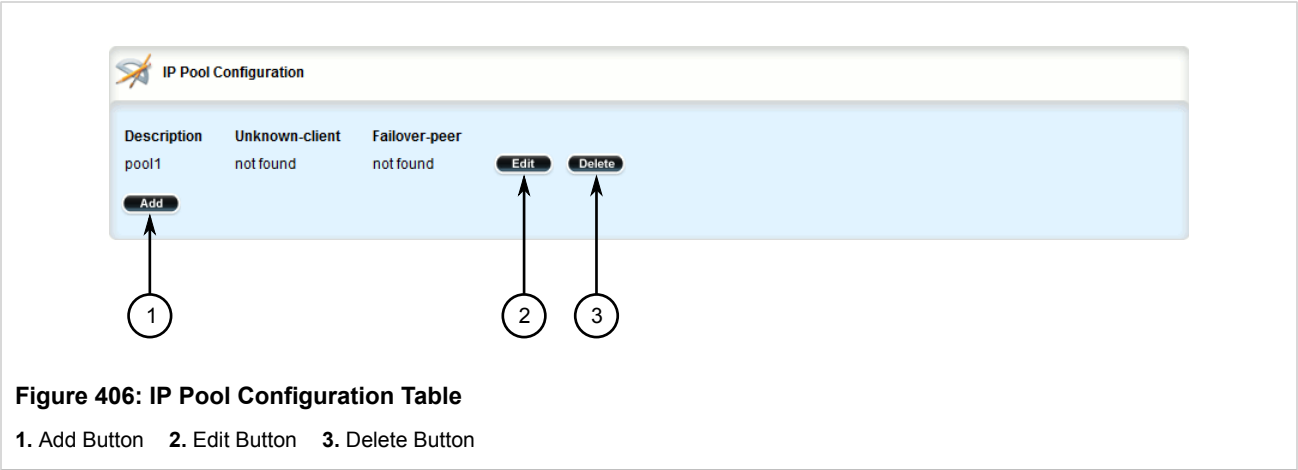 IP Pool Configuration
Description Unknown-client Failover-peer
pool1 not found not found Edit Delete
Add
1 2 3
Figure 406: IP Pool Configuration Table
1. Add Button 2. Edit Button 3. Delete Button